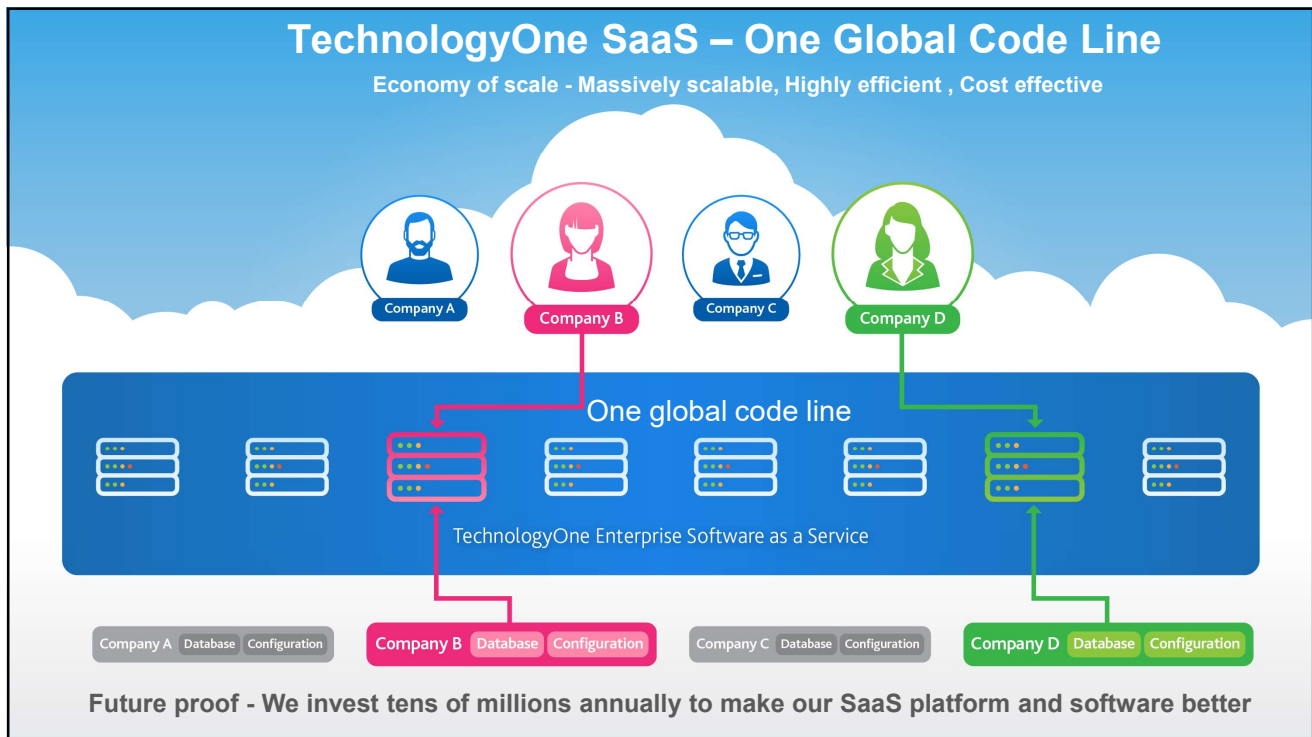 TechnologyOne SaaS – One Global Code Line
Economy of scale - Massively scalable, Highly efficient , Cost effective
Company A
Company B
Company C
Company D
One global code line
TechnologyOne Enterprise Software as a Service
Company A Database Configuration
Company B Database Configuration
Company C Database Configuration
Company D Database Configuration
Future proof - We invest tens of millions annually to make our SaaS platform and software better